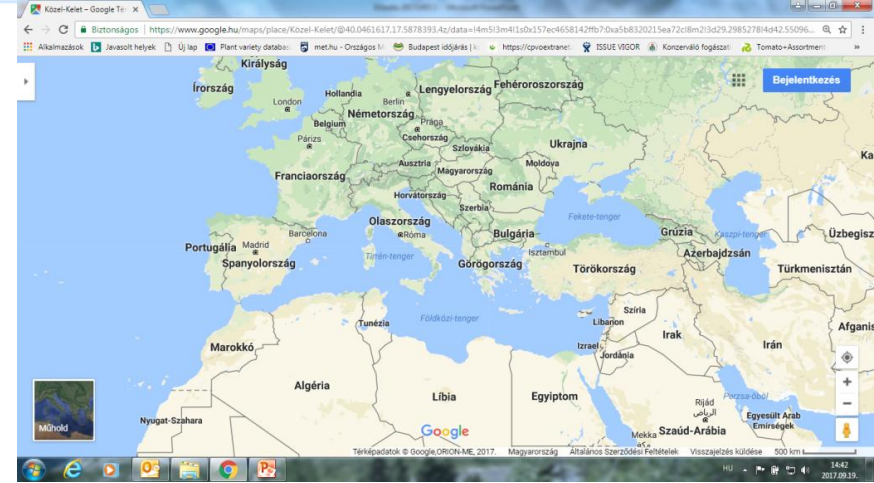 Közel-Kelet – Google Tér
Biztonságos | https://www.google.hu/maps/place/Közel-Kelet/@40.0461617,17.5878393,4z/data=!4m5!3m4!1s0x157ec4658142ffb7:0xa5b8320215ea72c!8m2!3d29.2985278!4d42.55096...
Alkalmazások Javasolt helyek Új lap Plant variety databas met.hu - Országos M Budapest időjárás | k https://cpvoextranet. ISSUE VIGOR Konzerváló fogászat Tomato+Assortment »
Királyság
Írország
Bejelentkezés
London
Hollandia
Berlin
Lengyelország
Fehéroroszország
Németország
Belgium
Prága
Párizs
Csehország
Szlovákia
Ukrajna
Ausztria
Magyarország
Moldova
Ka
Franciaország
Horvátország
Románia
Szerbia
Olaszország
Fekete-tenger
Barcelona
Róma
Bulgária
Grúzia
Kaszpi-tenger
Üzbegisz
Portugália
Madrid
Isztambul
Azerbajdzsán
Spanyolország
Tirrén-tenger
Görögország
Törökország
Türkmenisztán
Földközi-tenger
Szíria
Tunézia
Libanon
Afganis
Marokkó
Izrael
Irak
Irán
Jordánia
Algéria
Líbia
Egyiptom
Perzsa-öböl
Rijád
الرياض
Nyugat-Szahara
Egyesült Arab
Emírségek
Műhold
Google
Mekka
مكة
Szaúd-Arábia
Térképadatok © Google,ORION-ME, 2017. Magyarország Általános Szerződési Feltételek Visszajelzés küldése 500 km
HU
14:42
2017.09.19.